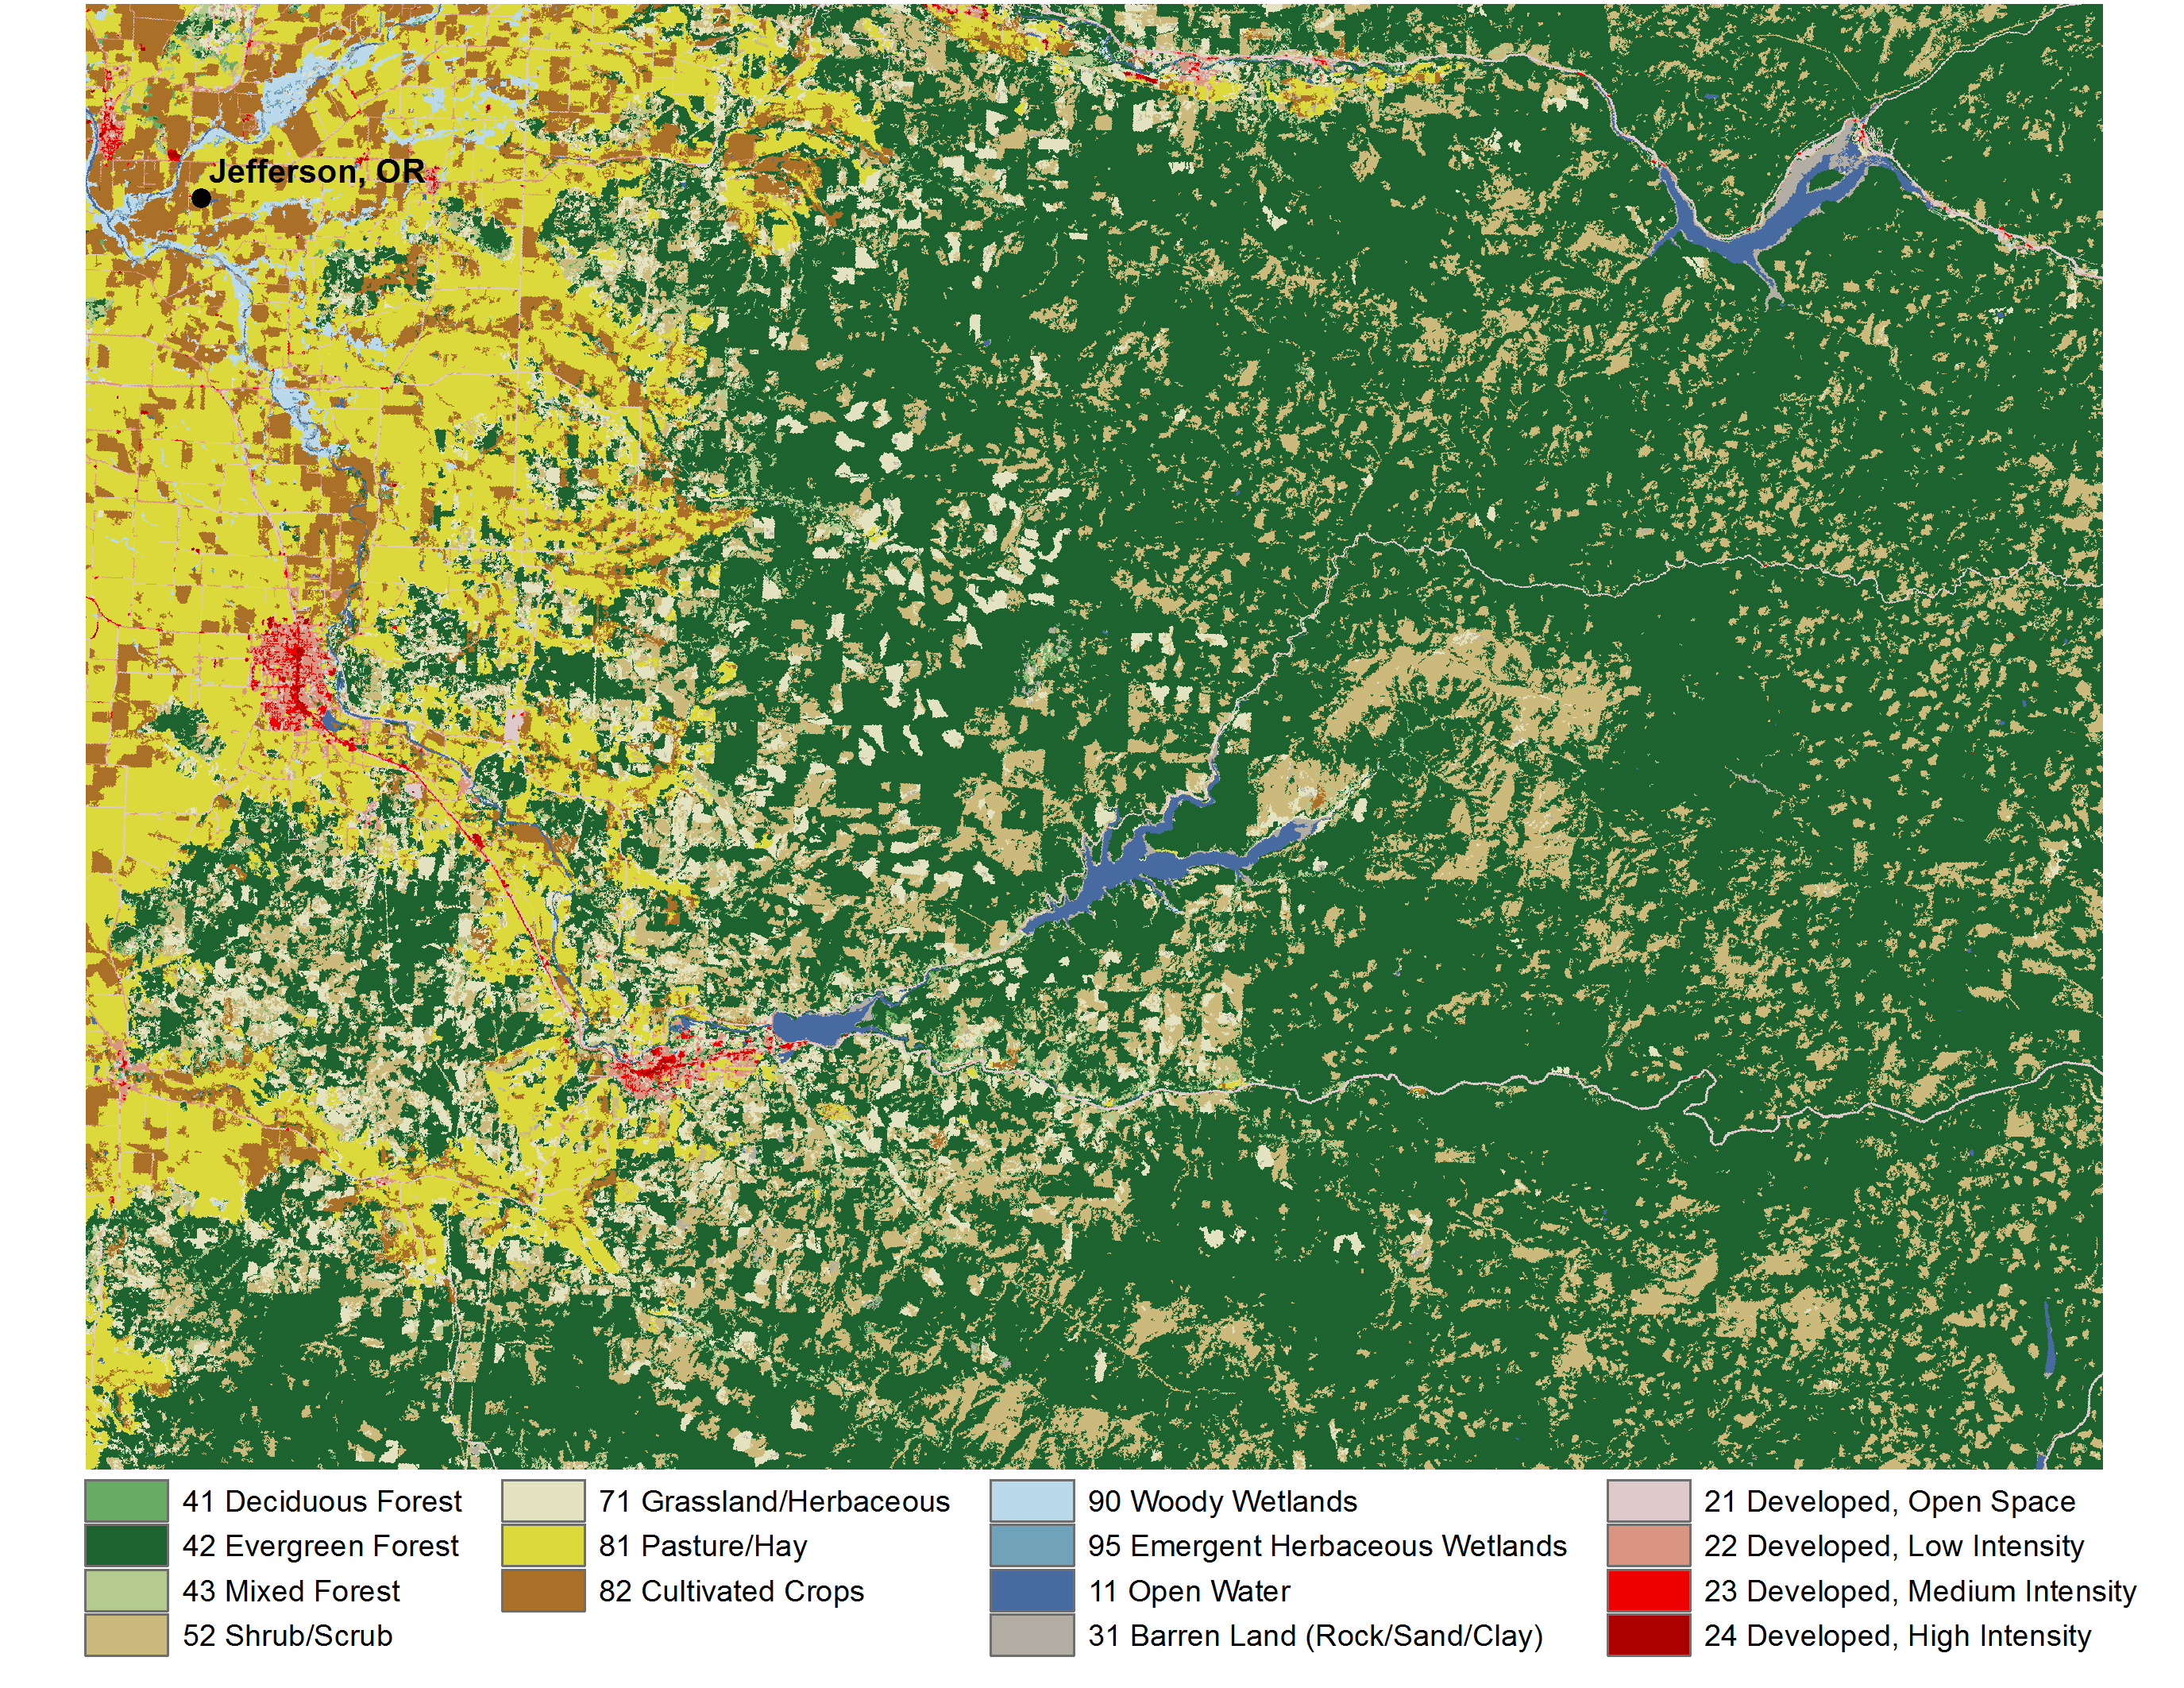 Jefferson, OR
41 Deciduous Forest
42 Evergreen Forest
43 Mixed Forest
52 Shrub/Scrub
71 Grassland/Herbaceous
81 Pasture/Hay
82 Cultivated Crops
90 Woody Wetlands
95 Emergent Herbaceous Wetlands
11 Open Water
31 Barren Land (Rock/Sand/Clay)
21 Developed, Open Space
22 Developed, Low Intensity
23 Developed, Medium Intensity
24 Developed, High Intensity